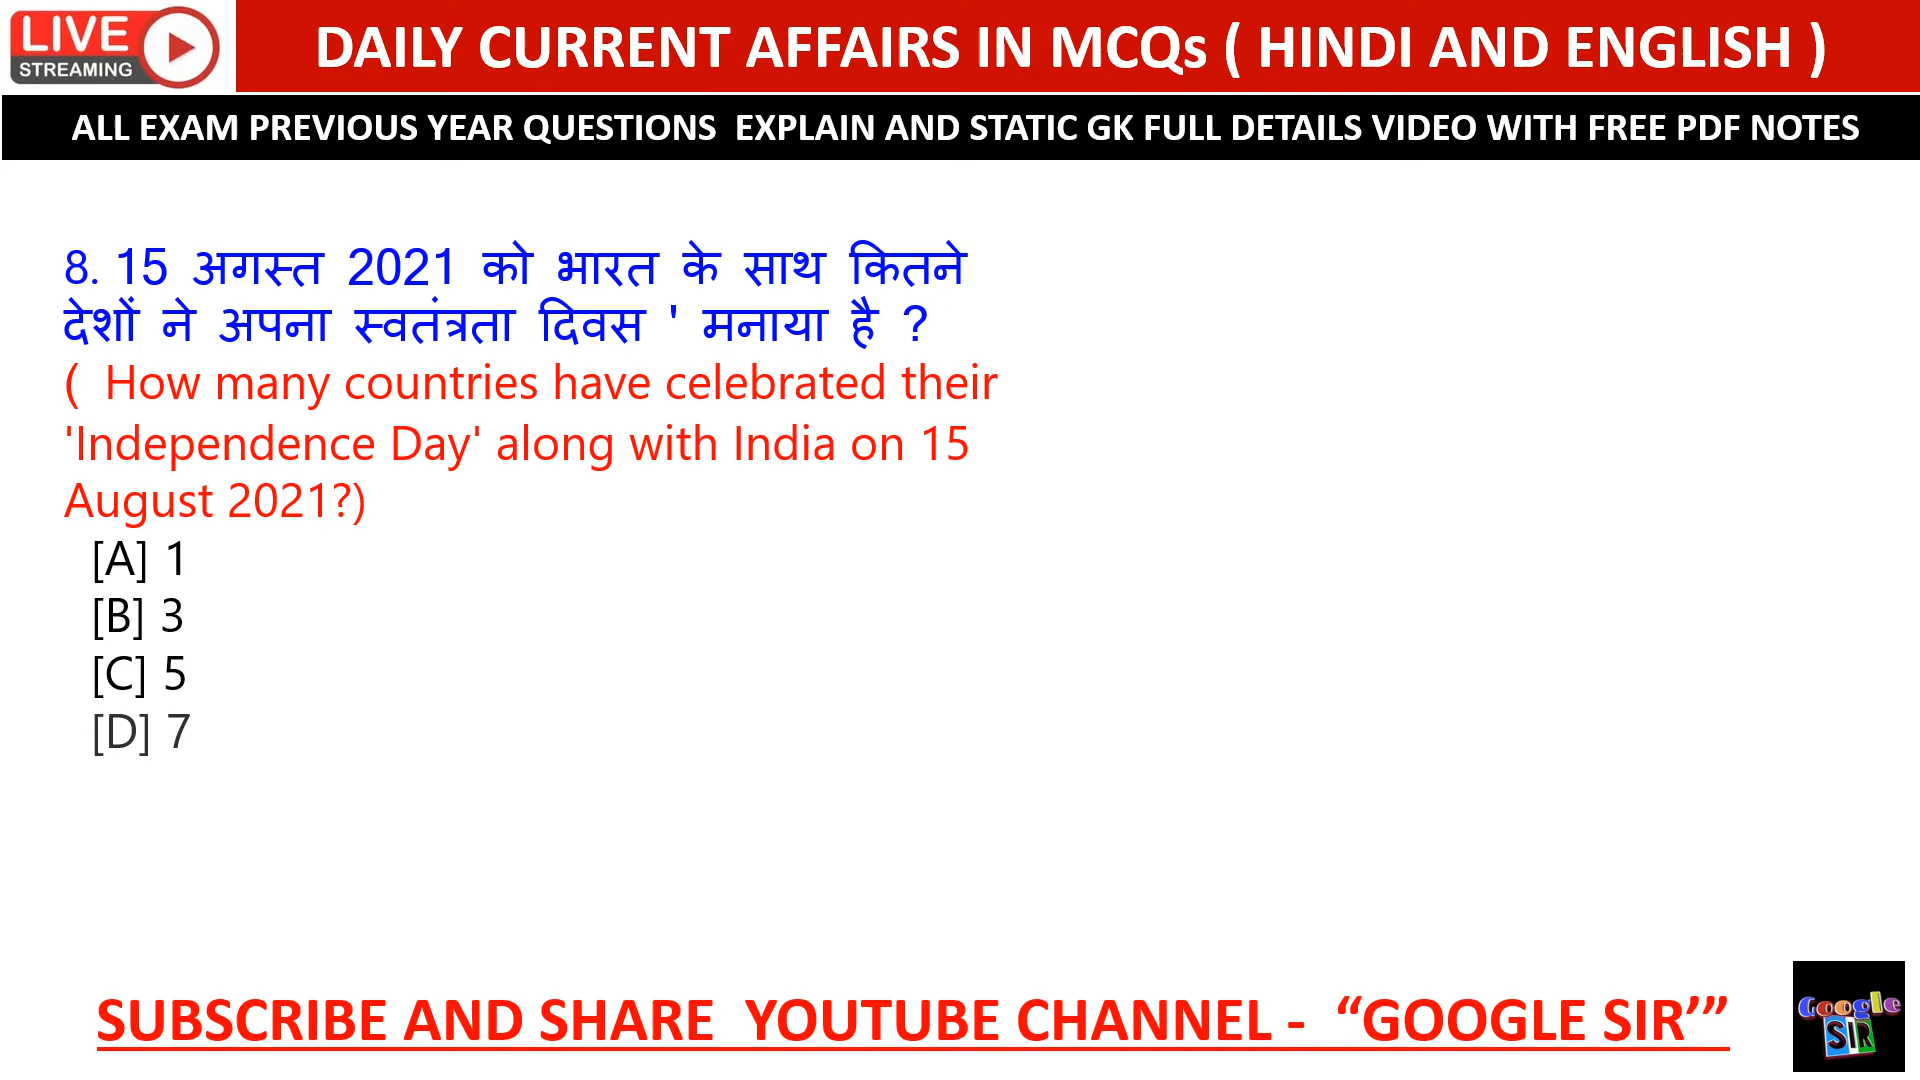 LIVE
STREAMING
DAILY CURRENT AFFAIRS IN MCQs ( HINDI AND ENGLISH )
ALL EXAM PREVIOUS YEAR QUESTIONS EXPLAIN AND STATIC GK FULL DETAILS VIDEO WITH FREE PDF NOTES
8. 15 अगस्त 2021 को भारत के साथ कितने
देशों ने अपना स्वतंत्रता दिवस ' मनाया है ?
( How many countries have celebrated their
'Independence Day' along with India on 15
August 2021?)
[A] 1
[B] 3
[C] 5
[D] 7
SUBSCRIBE AND SHARE YOUTUBE CHANNEL - “GOOGLE SIR’”
Google
SIR